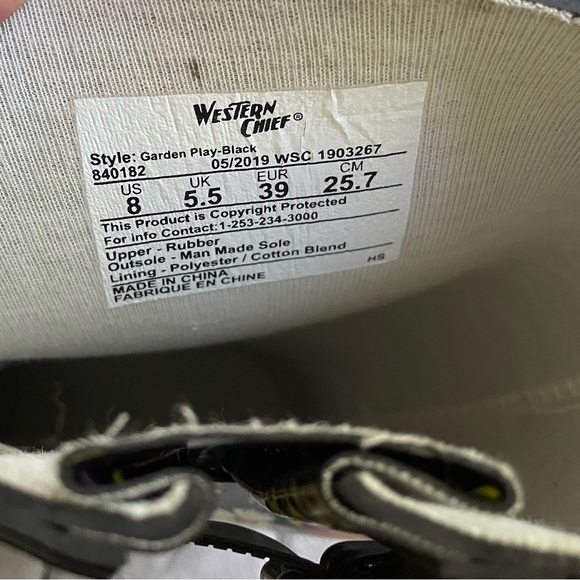 WESTERN
CHIEF®
Style: Garden Play-Black
840182 05/2019 WSC 1903267
US UK EUR CM
8 5.5 39 25.7
This Product is Copyright Protected
For info Contact:1-253-234-3000
Upper - Rubber
Outsole - Man Made Sole
Lining - Polyester / Cotton Blend
MADE IN CHINA HS
FABRIQUE EN CHINE